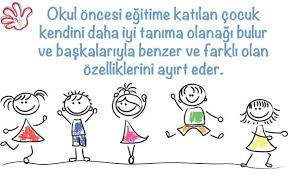 Okul öncesi eğitime katılan çocuk
kendini daha iyi tanıma olanağı bulur
ve başkalarıyla benzer ve farklı olan
özelliklerini ayırt eder.